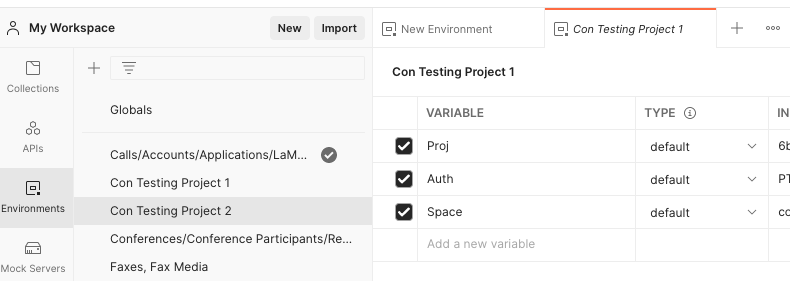 My Workspace
New
Import
New Environment
Con Testing Project 1
Collections
APIs
Environments
Mock Servers
Globals
Calls/Accounts/Applications/LaM...
Con Testing Project 1
Con Testing Project 2
Conferences/Conference Participants/Re...
Faxes, Fax Media
Con Testing Project 1
VARIABLE
TYPE
IN
Proj
default
6b
Auth
default
PT
Space
default
co
Add a new variable